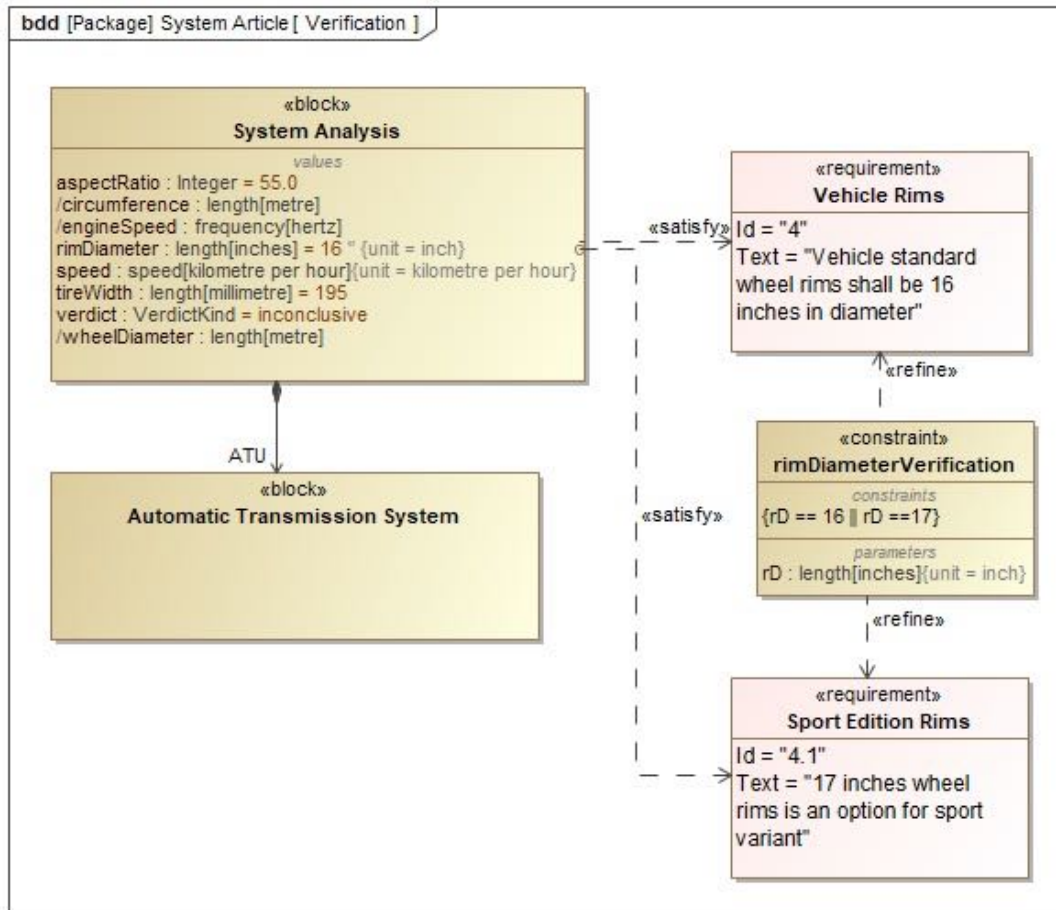 bdd [Package] System Article [ Verification ]
«block»
System Analysis
values
aspectRatio : Integer = 55.0
/circumference : length[metre]
/engineSpeed : frequency[hertz]
rimDiameter : length[inches] = 16 " {unit = inch}
speed : speed[kilometre per hour]{unit = kilometre per hour}
tireWidth : length[millimetre] = 195
verdict : VerdictKind = inconclusive
/wheelDiameter : length[metre]
ATU
«block»
Automatic Transmission System
«satisfy»
«satisfy»
«requirement»
Vehicle Rims
Id = "4"
Text = "Vehicle standard
wheel rims shall be 16
inches in diameter"
«refine»
«constraint»
rimDiameterVerification
constraints
{rD == 16 || rD ==17}
parameters
rD : length[inches]{unit = inch}
«refine»
«requirement»
Sport Edition Rims
Id = "4.1"
Text = "17 inches wheel
rims is an option for sport
variant"